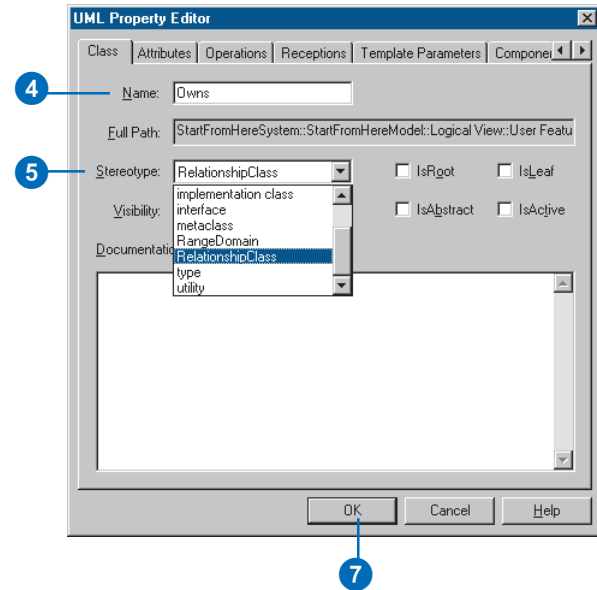 UML Property Editor
Class Attributes Operations Receptions Template Parameters
4 Name: Owns
Full Path: StartFromHereSystem::StartFromHereModel::Logical View::User Featu
5 Stereotype: RelationshipClass IsRoot IsLeaf
implementation class
Visibility: interface IsAbstract IsActive
metaclass
RangeDomain
RelationshipClass
type
utility
OK Cancel Help
7